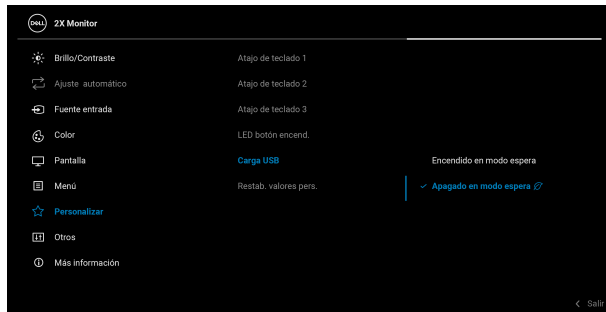 DELL 2X Monitor
Brillo/Contraste Atajo de teclado 1
Ajuste automático Atajo de teclado 2
Fuente entrada Atajo de teclado 3
Color LED botón encend.
Pantalla Carga USB Encendido en modo espera
Menú Restab. valores pers. Apagado en modo espera
Personalizar
Otros
Más información
Salir